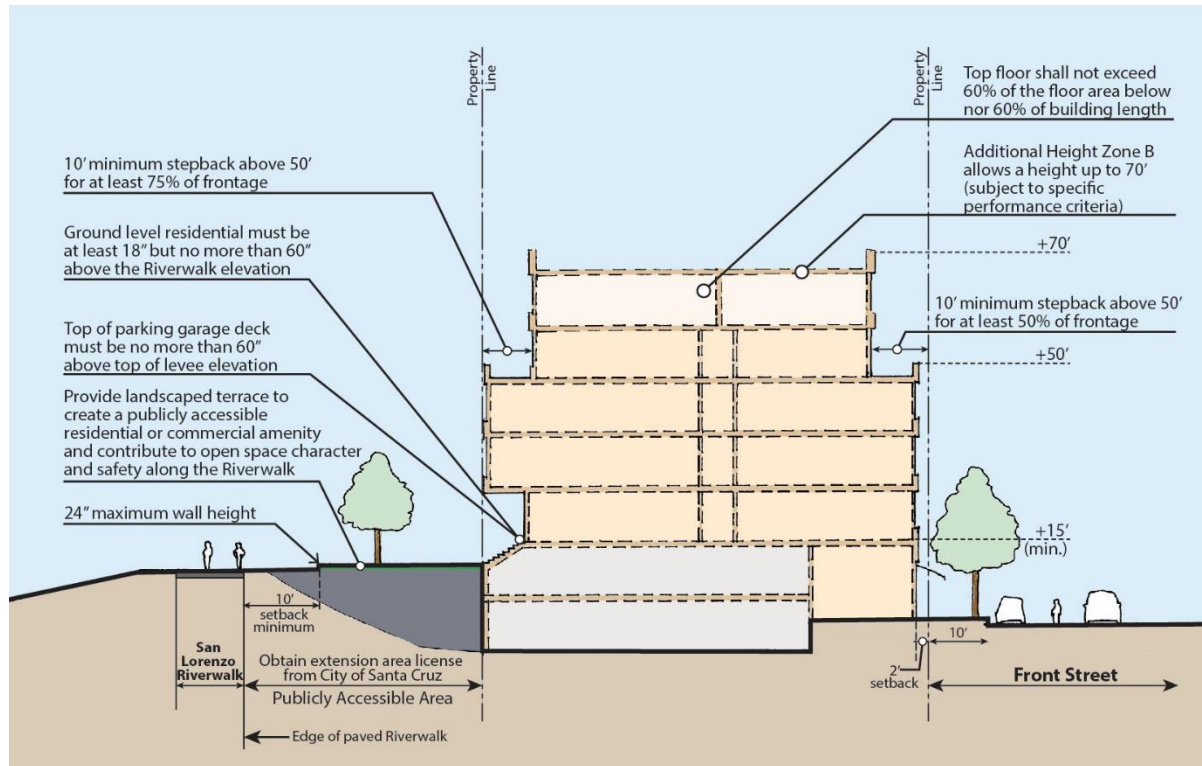 Property
Line
Property
Line
Top floor shall not exceed
60% of the floor area below
nor 60% of building length
10' minimum stepback above 50'
for at least 75% of frontage
Additional Height Zone B
allows a height up to 70'
(subject to specific
performance criteria)
Ground level residential must be
at least 18" but no more than 60"
above the Riverwalk elevation
+70'
10' minimum stepback above 50'
for at least 50% of frontage
Top of parking garage deck
must be no more than 60"
above top of levee elevation
+50'
Provide landscaped terrace to
create a publicly accessible
residential or commercial amenity
and contribute to open space character
and safety along the Riverwalk
24" maximum wall height
+15'
(min.)
10'
setback
minimum
San
Lorenzo
Riverwalk
Obtain extension area license
from City of Santa Cruz
Publicly Accessible Area
Edge of paved Riverwalk
10'
2'
setback
Front Street